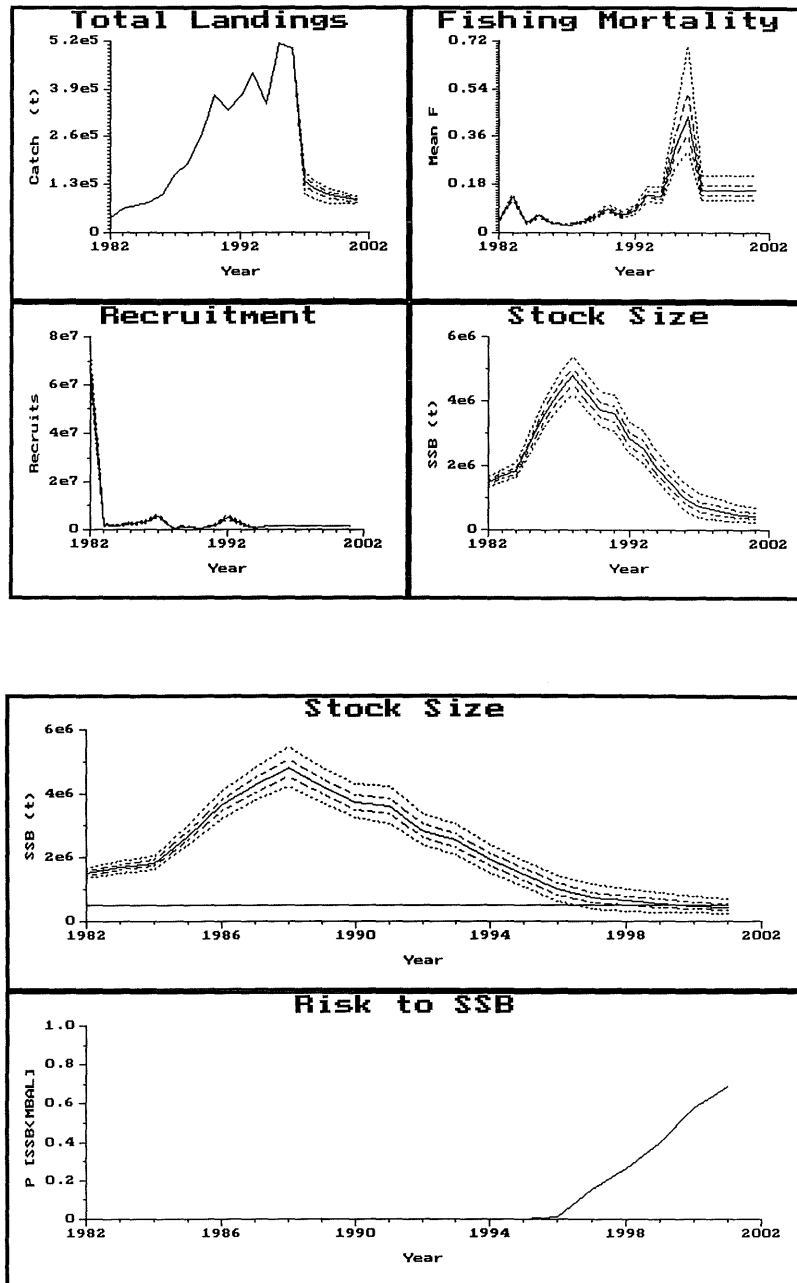 Total Landings
5.2e5
3.9e5
2.6e5
1.3e5
0
Catch (t)
1982 1992 2002
Year
Fishing Mortality
0.72
0.54
0.36
0.18
0
Mean F
1982 1992 2002
Year
Recruitment
8e7
6e7
4e7
2e7
0
Recruits
1982 1992 2002
Year
Stock Size
6e6
4e6
2e6
0
SSB (t)
1982 1992 2002
Year
Stock Size
6e6
4e6
2e6
0
SSB (t)
1982 1986 1990 1994 1998 2002
Year
Risk to SSB
1.0
0.8
0.6
0.4
0.2
0
P [SSB<MBAL]
1982 1986 1990 1994 1998 2002
Year